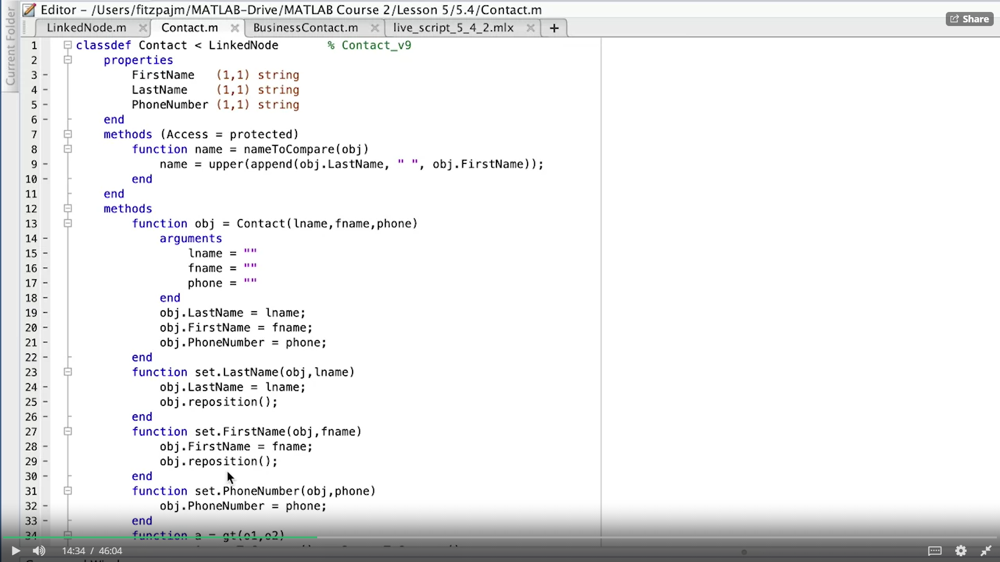 Editor – /Users/fitzpajm/MATLAB-Drive/MATLAB Course 2/Lesson 5/5.4/Contact.m
Share
Current Folder
LinkedNode.m Contact.m BusinessContact.m live_script_5_4_2.mlx +
1 classdef Contact < LinkedNode % Contact_v9
2 properties
3 - FirstName (1,1) string
4 - LastName (1,1) string
5 - PhoneNumber (1,1) string
6 - end
7 methods (Access = protected)
8 function name = nameToCompare(obj)
9 - name = upper(append(obj.LastName, " ", obj.FirstName));
10 - end
11 end
12 methods
13 function obj = Contact(lname,fname,phone)
14 - arguments
15 - lname = ""
16 - fname = ""
17 - phone = ""
18 - end
19 - obj.LastName = lname;
20 - obj.FirstName = fname;
21 - obj.PhoneNumber = phone;
22 - end
23 function set.LastName(obj,lname)
24 - obj.LastName = lname;
25 - obj.reposition();
26 - end
27 function set.FirstName(obj,fname)
28 - obj.FirstName = fname;
29 - obj.reposition();
30 - end
31 function set.PhoneNumber(obj,phone)
32 - obj.PhoneNumber = phone;
33 - end
34 function a = gt(o1,o2)
14:34 / 46:04